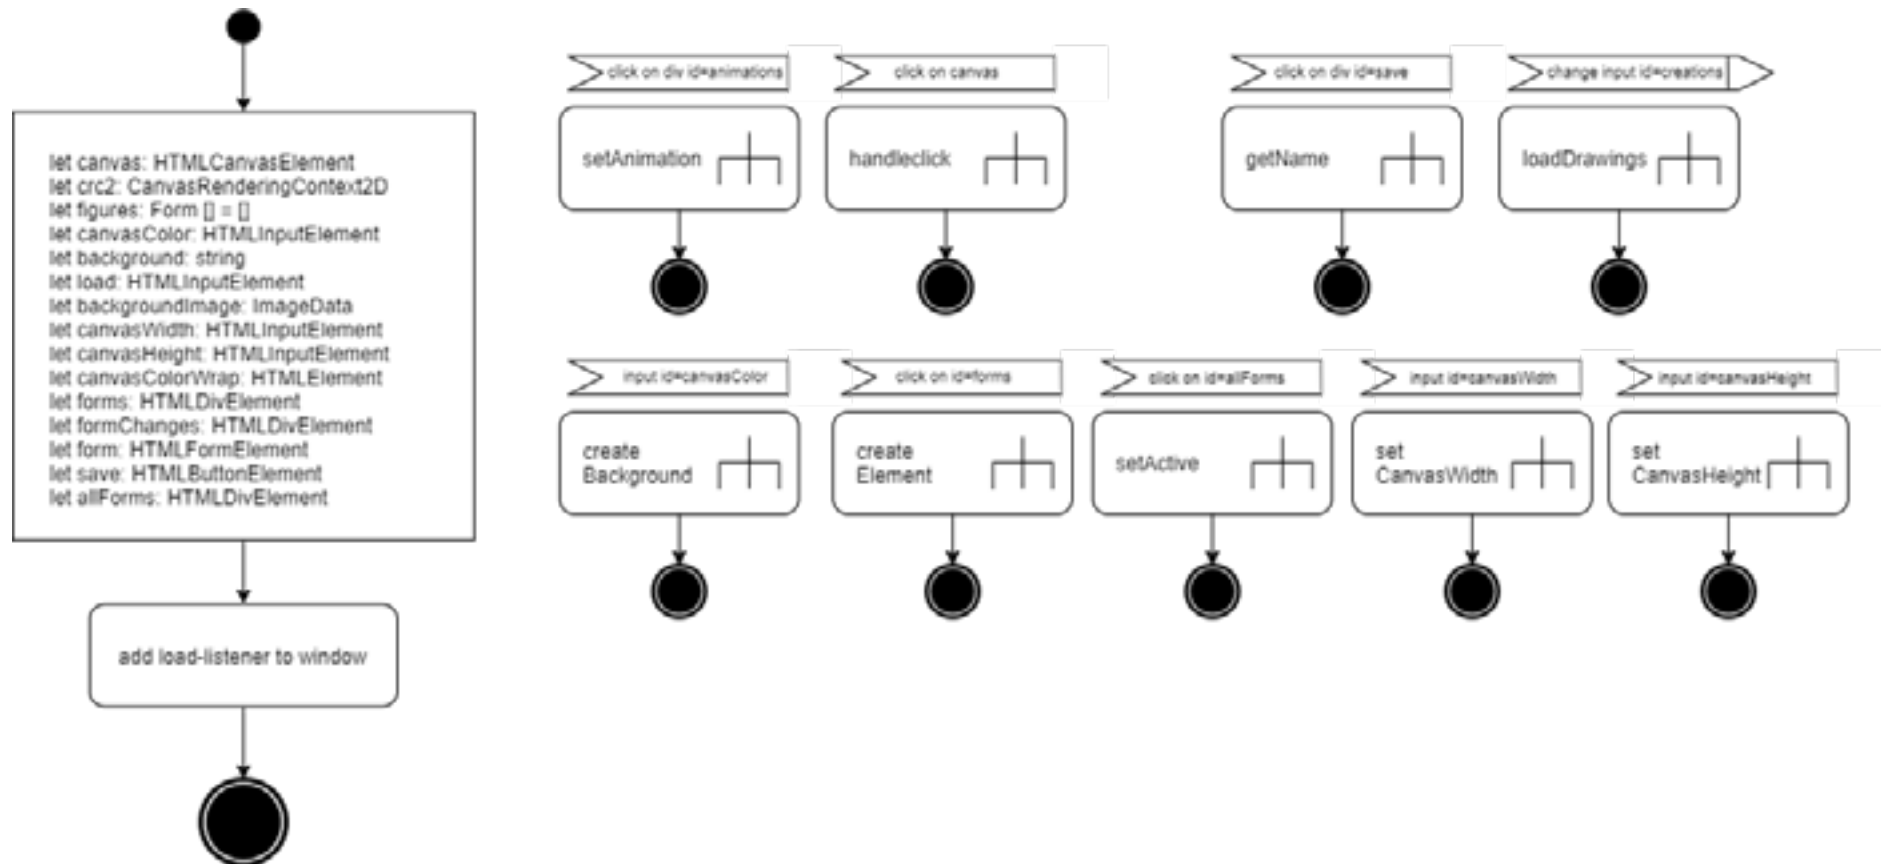 let canvas: HTMLCanvasElement
let crc2: CanvasRenderingContext2D
let figures: Form [] = []
let canvasColor: HTMLInputElement
let background: string
let load: HTMLInputElement
let backgroundImage: ImageData
let canvasWidth: HTMLInputElement
let canvasHeight: HTMLInputElement
let canvasColorWrap: HTMLElement
let forms: HTMLDivElement
let formChanges: HTMLDivElement
let form: HTMLFormElement
let save: HTMLButtonElement
let allForms: HTMLDivElement
add load-listener to window
click on div id=animations
setAnimation
click on canvas
handleclick
click on div id=save
getName
change input id=creations
loadDrawings
input id=canvasColor
create
Background
click on id=forms
create
Element
click on id=allForms
setActive
input id=canvasWidth
set
CanvasWidth
input id=canvasHeight
set
CanvasHeight